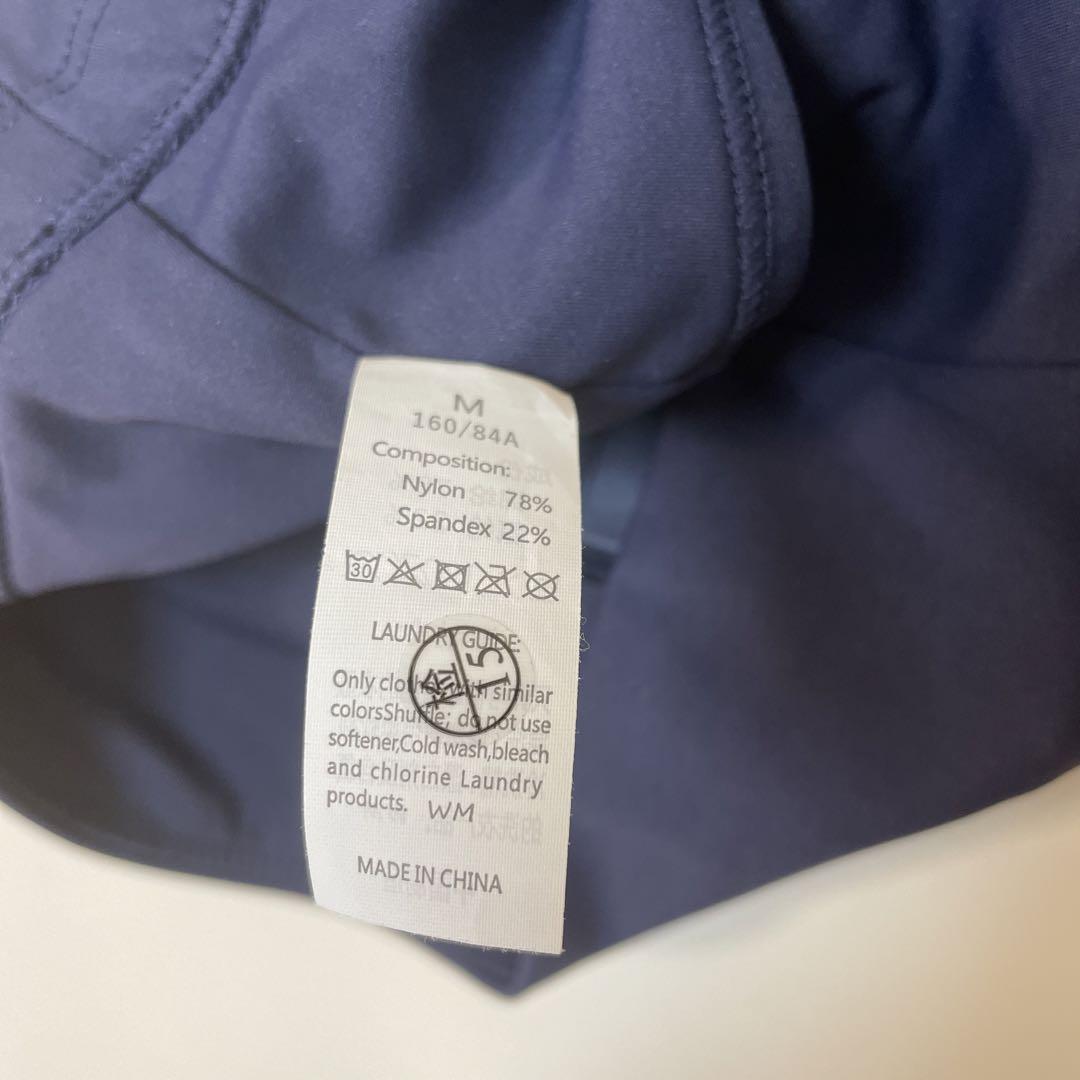 M
160/84A
Composition:
Nylon 78%
Spandex 22%
30
LAUNDRY GUIDE:
Only clothes with similar
colorsShuffle; do not use
softener,Cold wash,bleach
and chlorine Laundry
products. WM
MADE IN CHINA
15